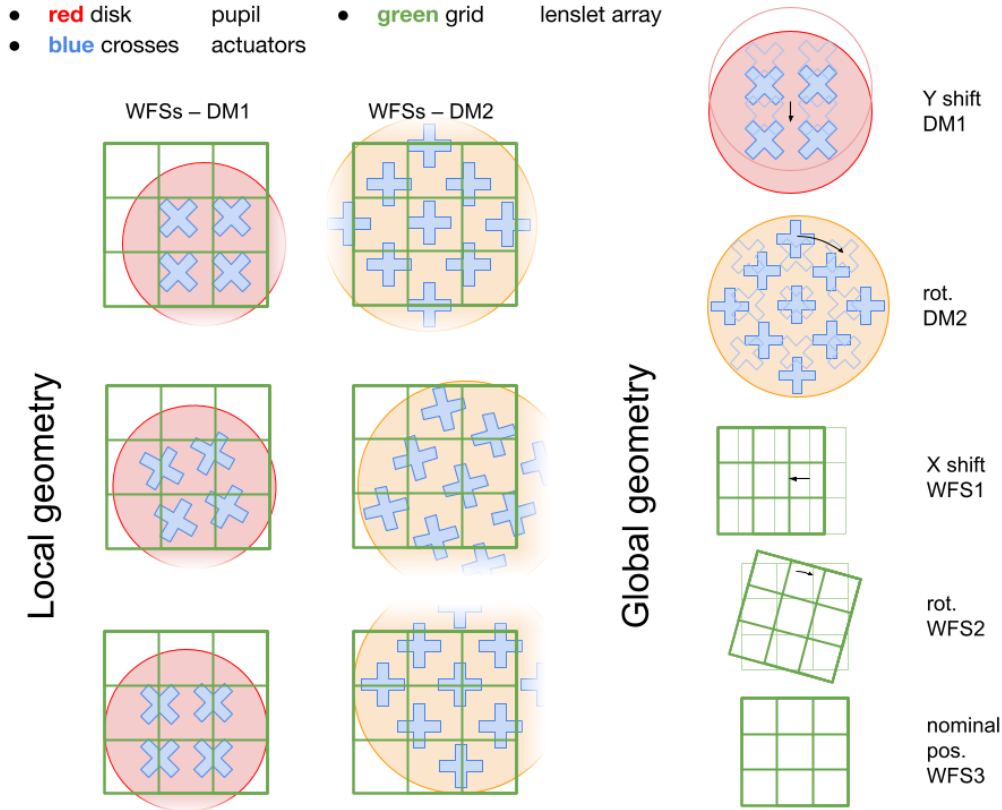 ● red disk pupil ● green grid lenslet array
● blue crosses actuators
WFSs – DM1 WFSs – DM2
Local geometry
Global geometry
Y shift
DM1
rot.
DM2
X shift
WFS1
rot.
WFS2
nominal
pos.
WFS3